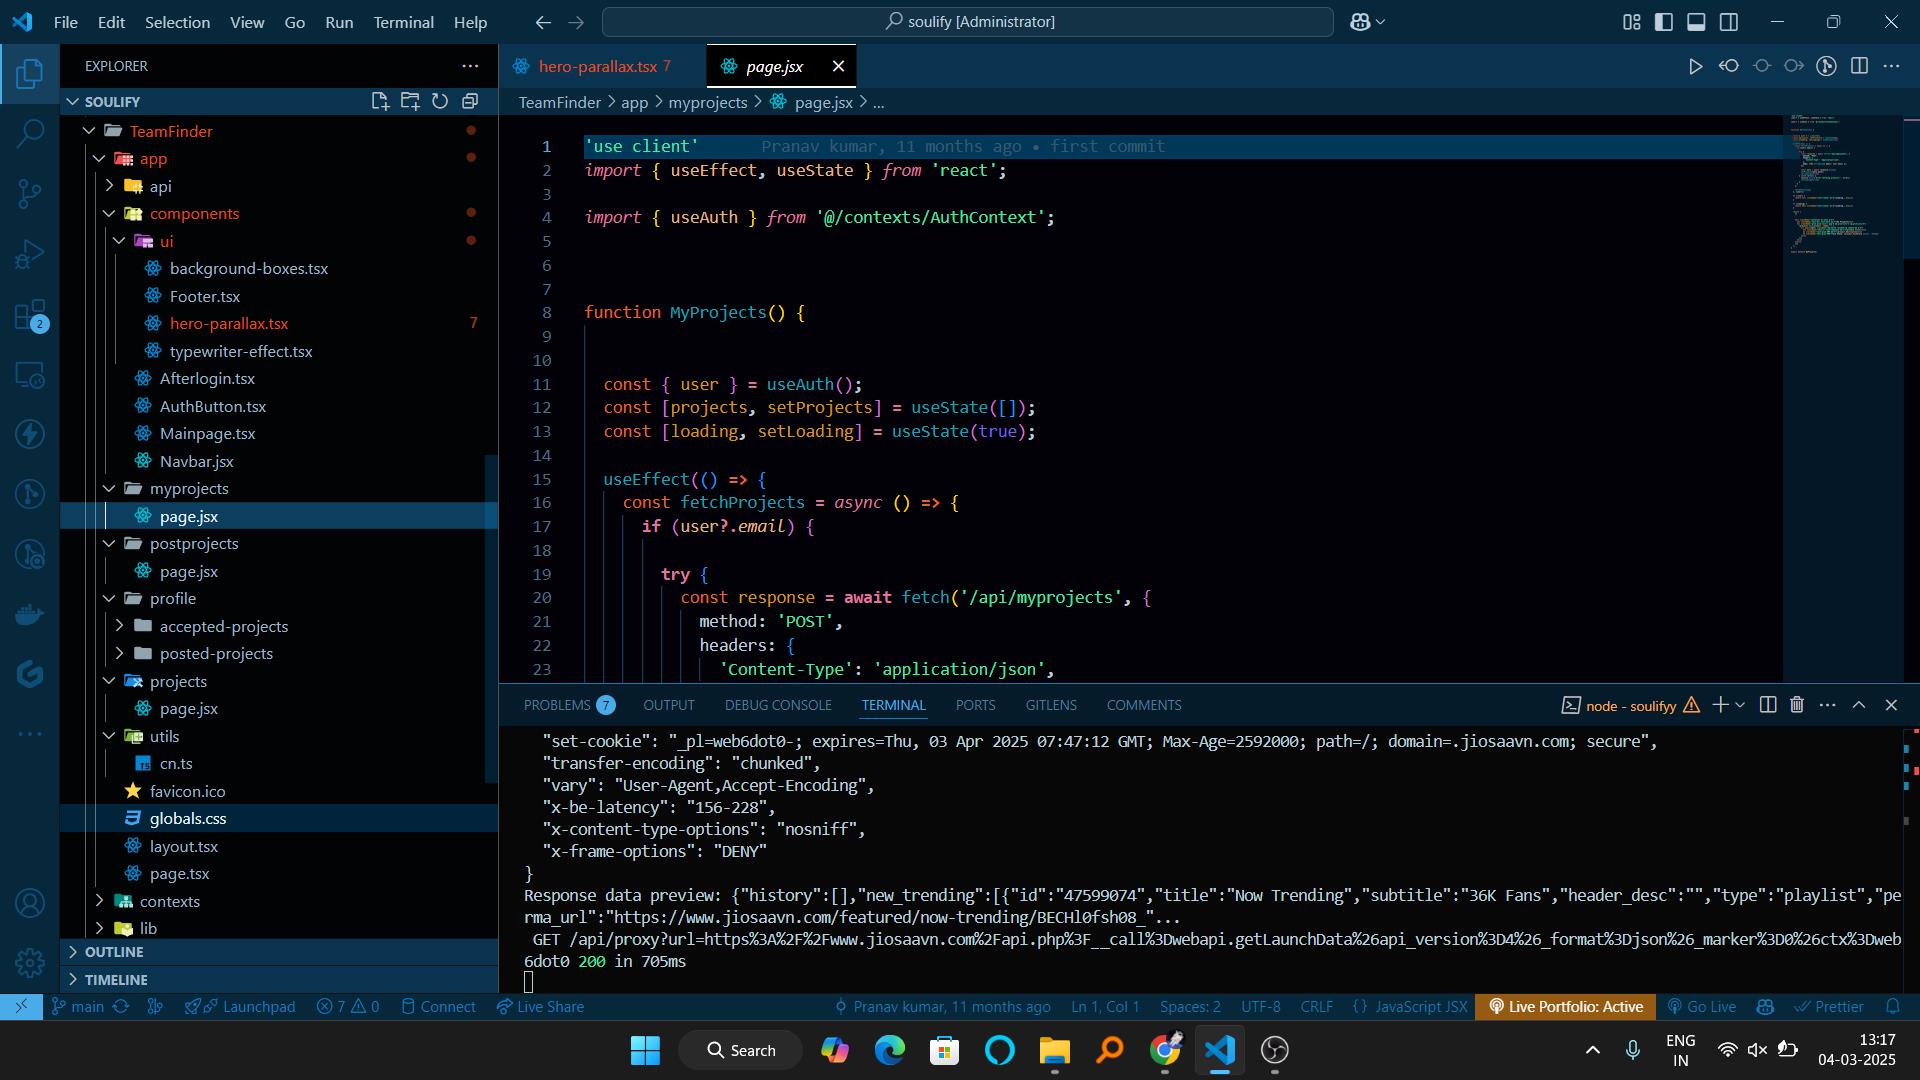 File Edit Selection View Go Run Terminal Help
soulify [Administrator]
EXPLORER
SOULIFY
TeamFinder
app
api
components
ui
background-boxes.tsx
Footer.tsx
hero-parallax.tsx 7
typewriter-effect.tsx
Afterlogin.tsx
AuthButton.tsx
Mainpage.tsx
Navbar.jsx
myprojects
page.jsx
postprojects
page.jsx
profile
accepted-projects
posted-projects
projects
page.jsx
utils
TS cn.ts
favicon.ico
globals.css
layout.tsx
page.tsx
contexts
lib
OUTLINE
TIMELINE
2
hero-parallax.tsx 7
page.jsx
TeamFinder > app > myprojects > page.jsx > ...
1 'use client' Pranav kumar, 11 months ago • first commit
2 import { useEffect, useState } from 'react';
3
4 import { useAuth } from '@/contexts/AuthContext';
5
6
7
8 function MyProjects() {
9
10
11 const { user } = useAuth();
12 const [projects, setProjects] = useState([]);
13 const [loading, setLoading] = useState(true);
14
15 useEffect(() => {
16 const fetchProjects = async () => {
17 if (user?.email) {
18
19 try {
20 const response = await fetch('/api/myprojects', {
21 method: 'POST',
22 headers: {
23 'Content-Type': 'application/json',
PROBLEMS 7 OUTPUT DEBUG CONSOLE TERMINAL PORTS GITLENS COMMENTS
node - soulifyy
"set-cookie": "_pl=web6dot0-; expires=Thu, 03 Apr 2025 07:47:12 GMT; Max-Age=2592000; path=/; domain=.jiosaavn.com; secure",
"transfer-encoding": "chunked",
"vary": "User-Agent,Accept-Encoding",
"x-be-latency": "156-228",
"x-content-type-options": "nosniff",
"x-frame-options": "DENY"
}
Response data preview: {"history":[],"new_trending":[{"id":"47599074","title":"Now Trending","subtitle":"36K Fans","header_desc":"","type":"playlist","pe
rma_url":"https://www.jiosaavn.com/featured/now-trending/BECHl0fsh08_"...
GET /api/proxy?url=https%3A%2F%2Fwww.jiosaavn.com%2Fapi.php%3F__call%3Dwebapi.getLaunchData%26api_version%3D4%26_format%3Djson%26_marker%3D0%26ctx%3Dweb
6dot0 200 in 705ms
main Launchpad 7 0 Connect Live Share Pranav kumar, 11 months ago Ln 1, Col 1 Spaces: 2 UTF-8 CRLF {} JavaScript JSX Live Portfolio: Active Go Live Prettier
Search
ENG
IN
13:17
04-03-2025